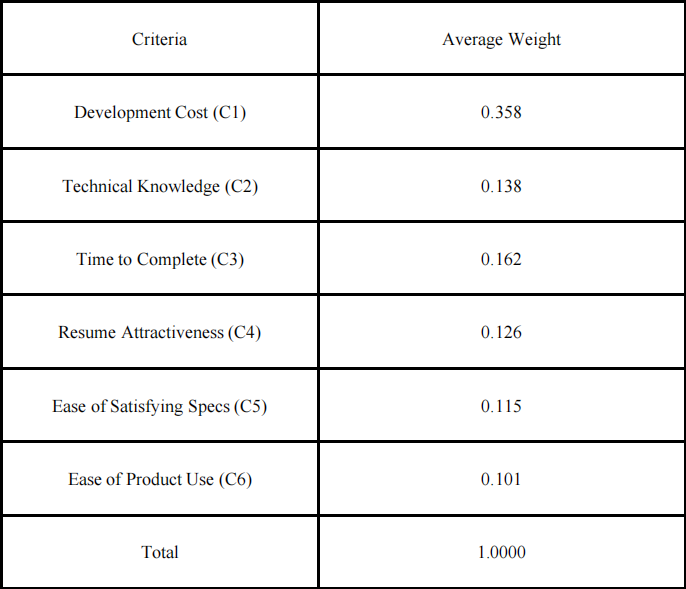 Criteria Average Weight
Development Cost (C1) 0.358
Technical Knowledge (C2) 0.138
Time to Complete (C3) 0.162
Resume Attractiveness (C4) 0.126
Ease of Satisfying Specs (C5) 0.115
Ease of Product Use (C6) 0.101
Total 1.0000